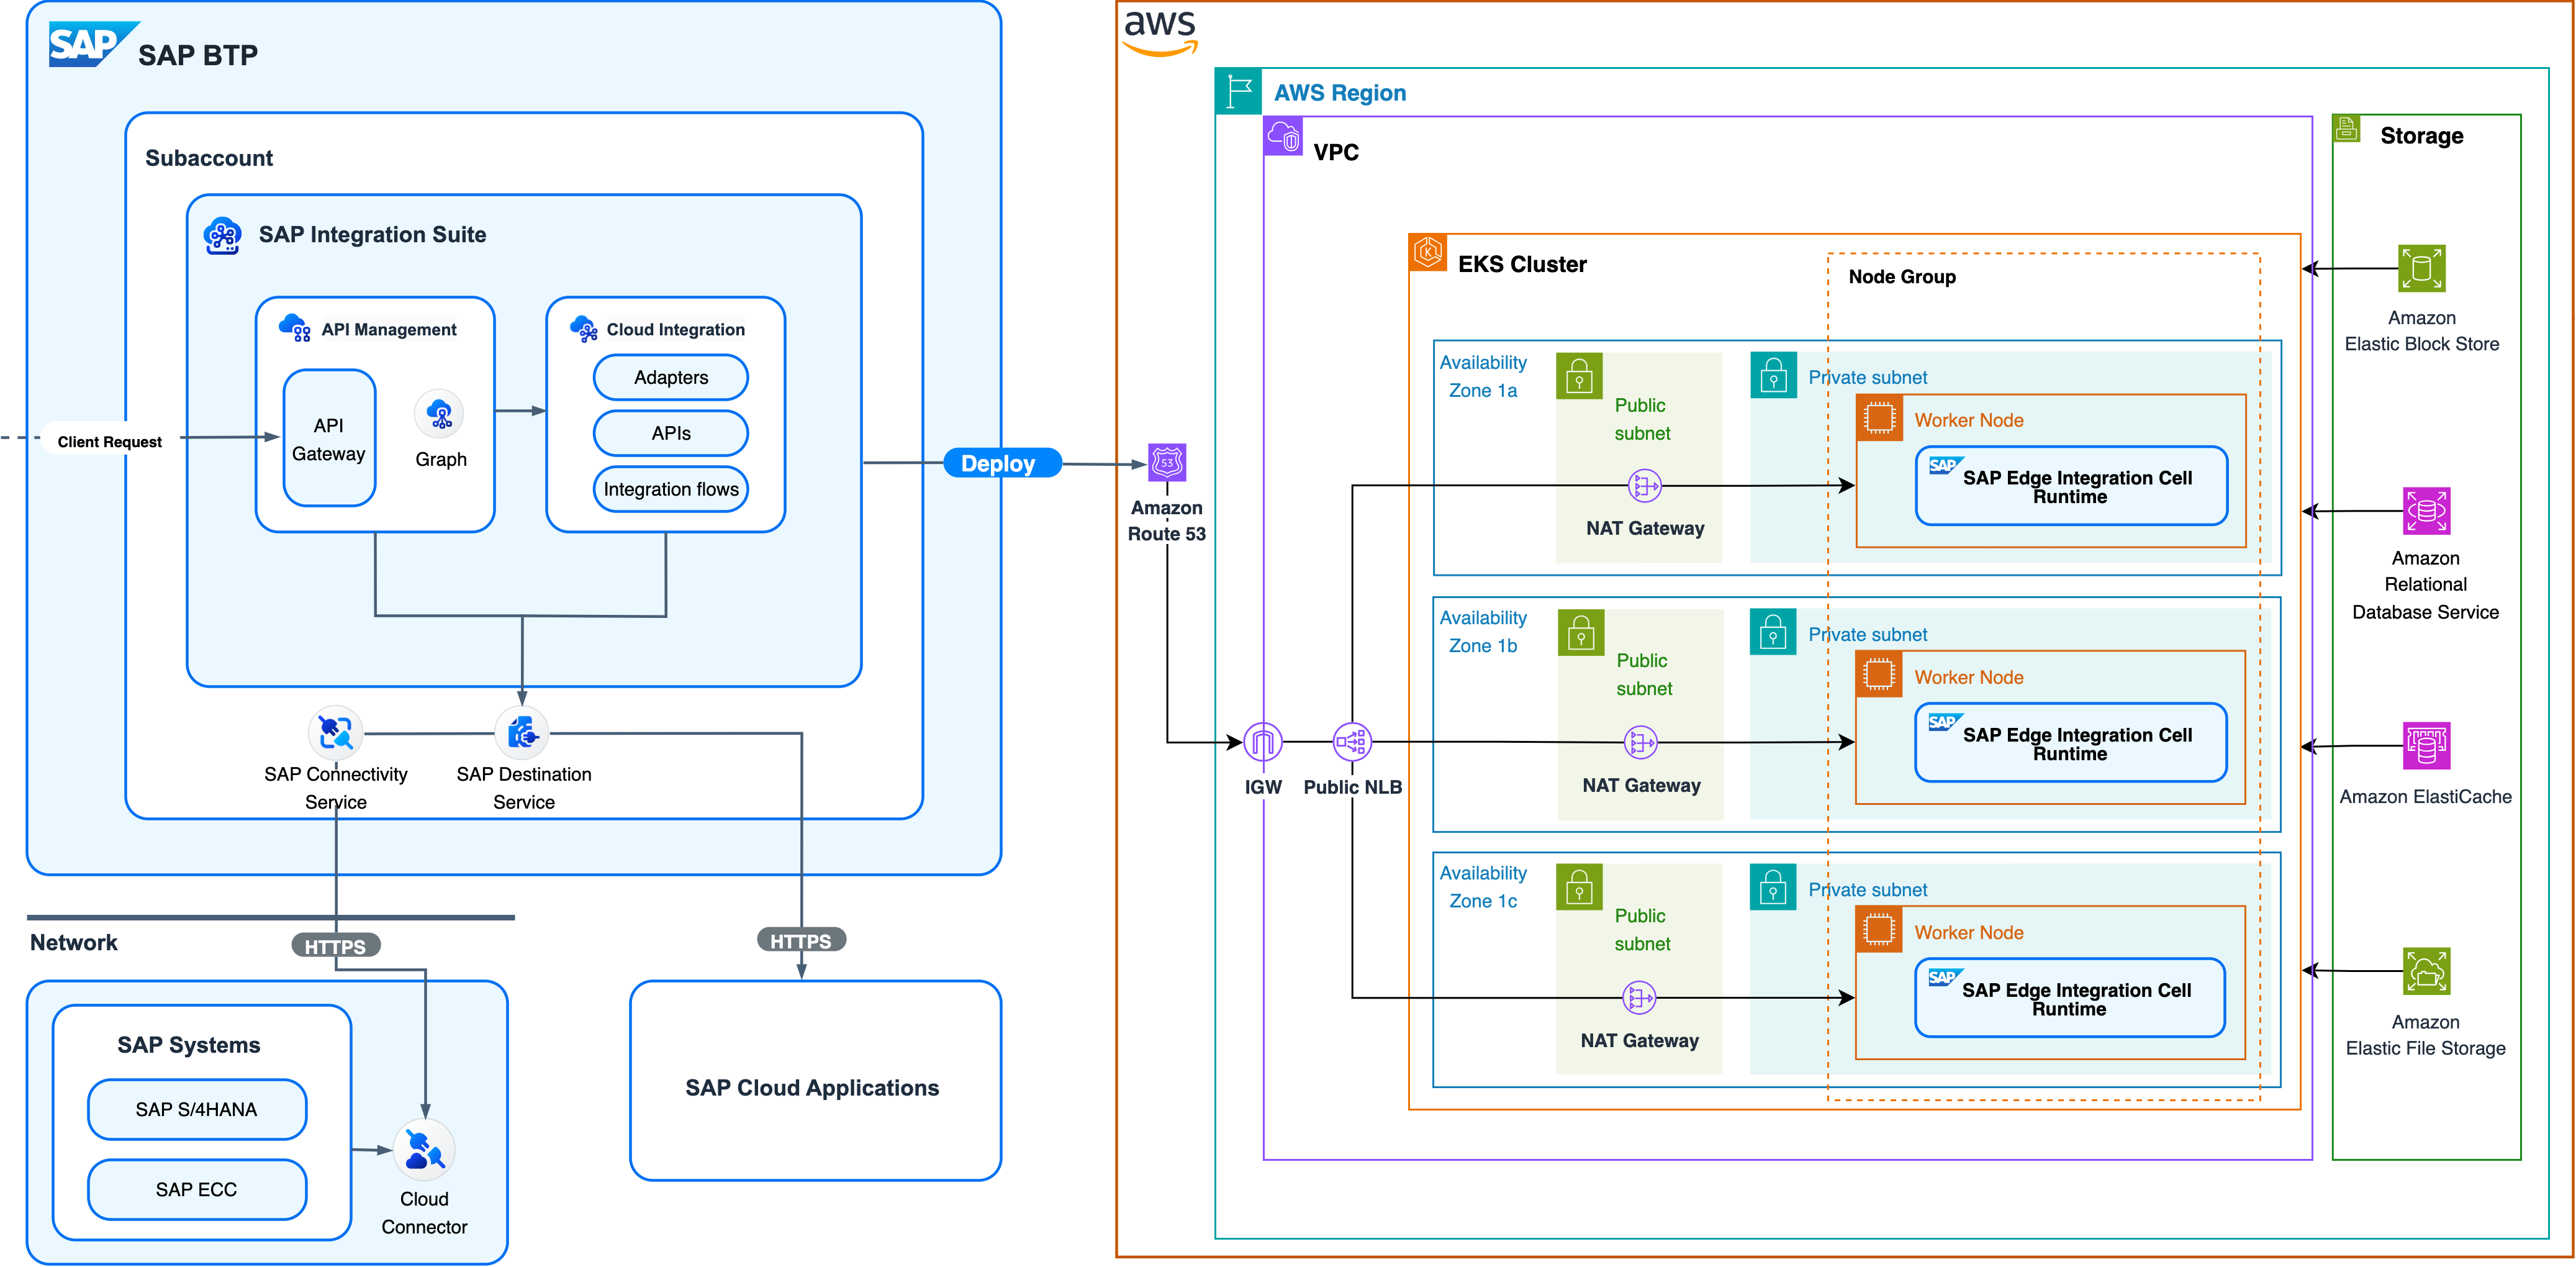 SAP
SAP BTP
Subaccount
SAP Integration Suite
API Management
API
Gateway
Graph
Cloud Integration
Adapters
APIs
Integration flows
Client Request
Deploy
SAP Connectivity
Service
SAP Destination
Service
Network
HTTPS
HTTPS
SAP Systems
SAP S/4HANA
SAP ECC
Cloud
Connector
SAP Cloud Applications
aws
AWS Region
VPC
53
Amazon
Route 53
IGW
Public NLB
EKS Cluster
K
Node Group
Availability
Zone 1a
Public
subnet
NAT Gateway
Private subnet
Worker Node
SAP
SAP Edge Integration Cell
Runtime
Availability
Zone 1b
Public
subnet
NAT Gateway
Private subnet
Worker Node
SAP
SAP Edge Integration Cell
Runtime
Availability
Zone 1c
Public
subnet
NAT Gateway
Private subnet
Worker Node
SAP
SAP Edge Integration Cell
Runtime
Storage
Amazon
Elastic Block Store
Amazon
Relational
Database Service
Amazon ElastiCache
Amazon
Elastic File Storage